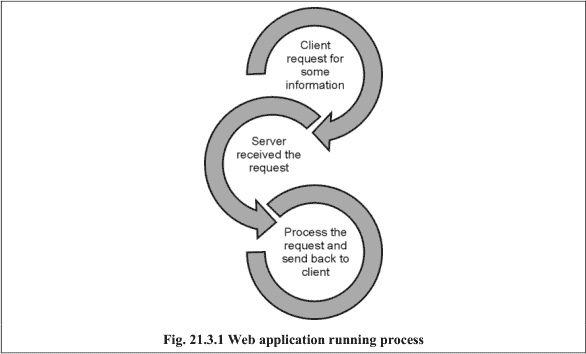 Client
request for
some
information
Server
received the
request
Process the
request and
send back to
client
Fig. 21.3.1 Web application running process